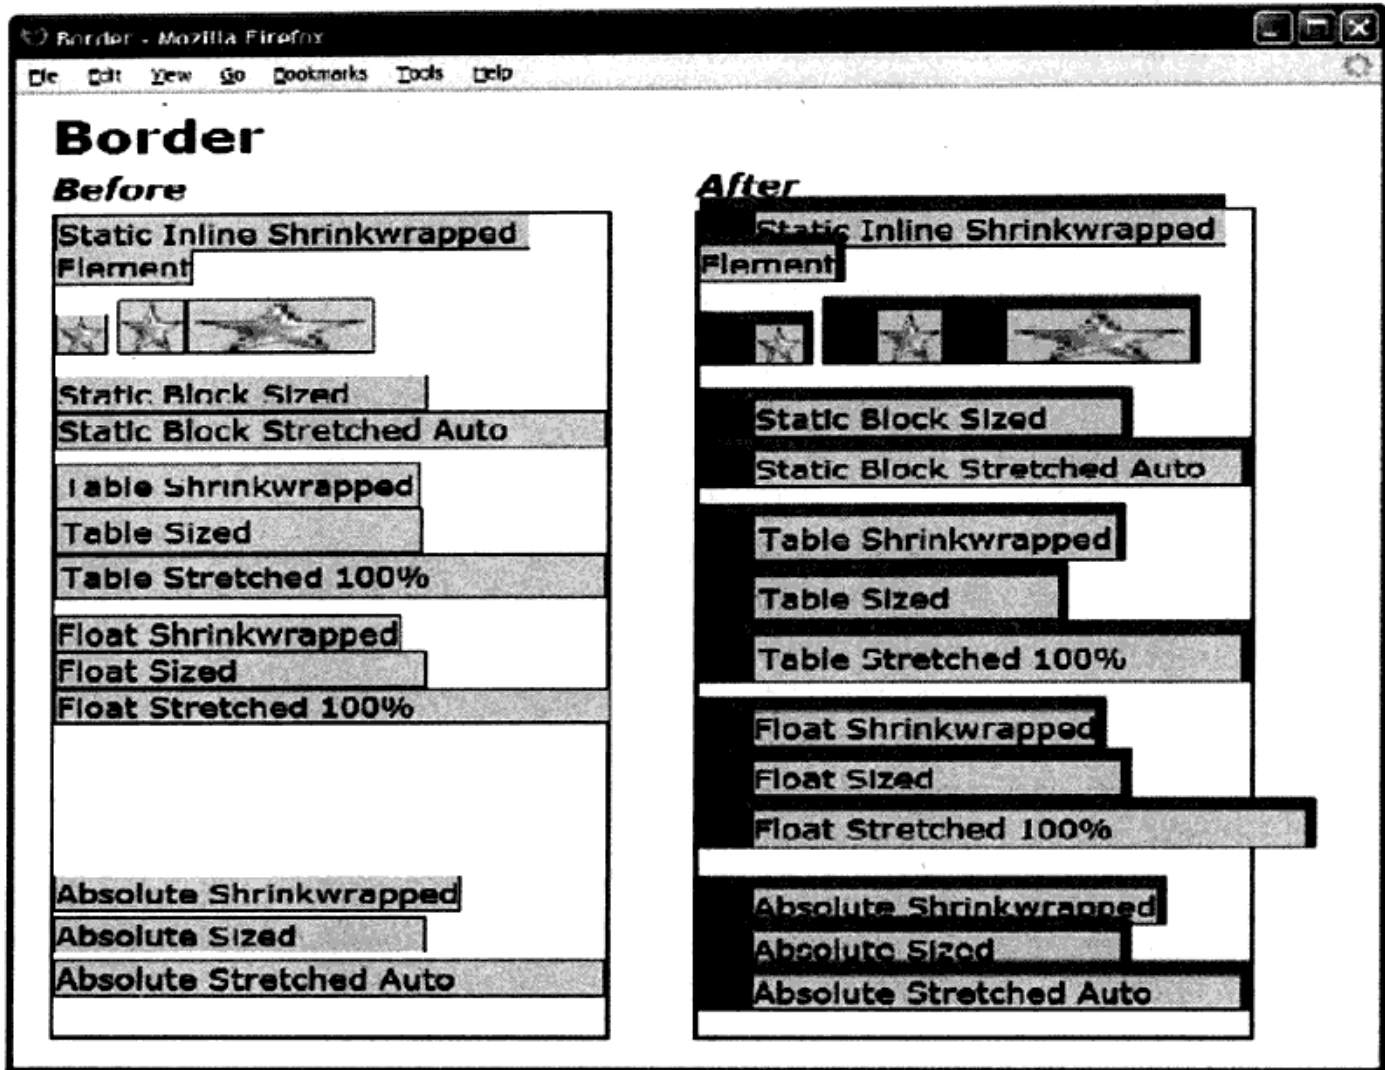 Border - Mozilla Firefox
File Edit View Go Bookmarks Tools Help
Border
Before
Static Inline Shrinkwrapped
Element
Static Block Sized
Static Block Stretched Auto
Table Shrinkwrapped
Table Sized
Table Stretched 100%
Float Shrinkwrapped
Float Sized
Float Stretched 100%
Absolute Shrinkwrapped
Absolute Sized
Absolute Stretched Auto
After
Static Inline Shrinkwrapped
Element
Static Block Sized
Static Block Stretched Auto
Table Shrinkwrapped
Table Sized
Table Stretched 100%
Float Shrinkwrapped
Float Sized
Float Stretched 100%
Absolute Shrinkwrapped
Absolute Sized
Absolute Stretched Auto